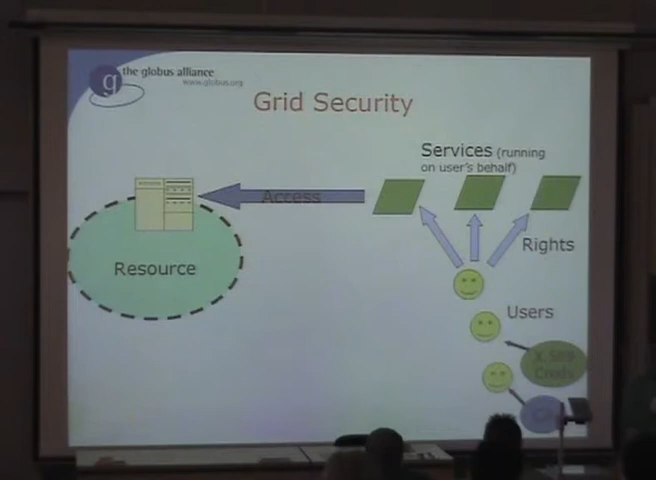 g the globus alliance
www.globus.org
Grid Security
Services (running
on user's behalf)
Access
Resource
Rights
Users
X.509
Creds